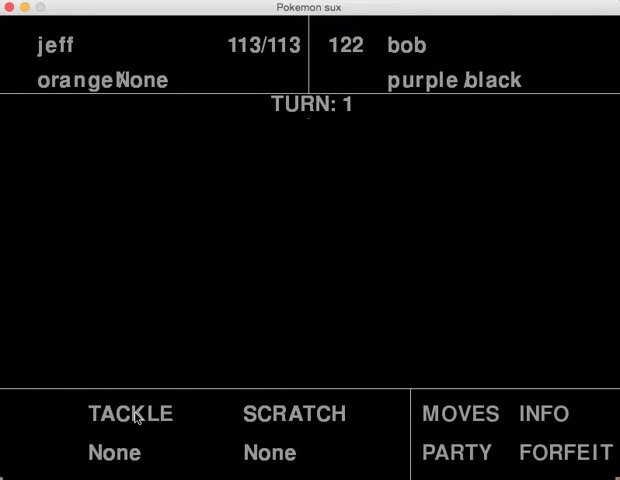 Pokemon sux
jeff 113/113 122 bob
orange/None purple/black
TURN: 1
TACKLE SCRATCH MOVES INFO
None None PARTY FORFEIT